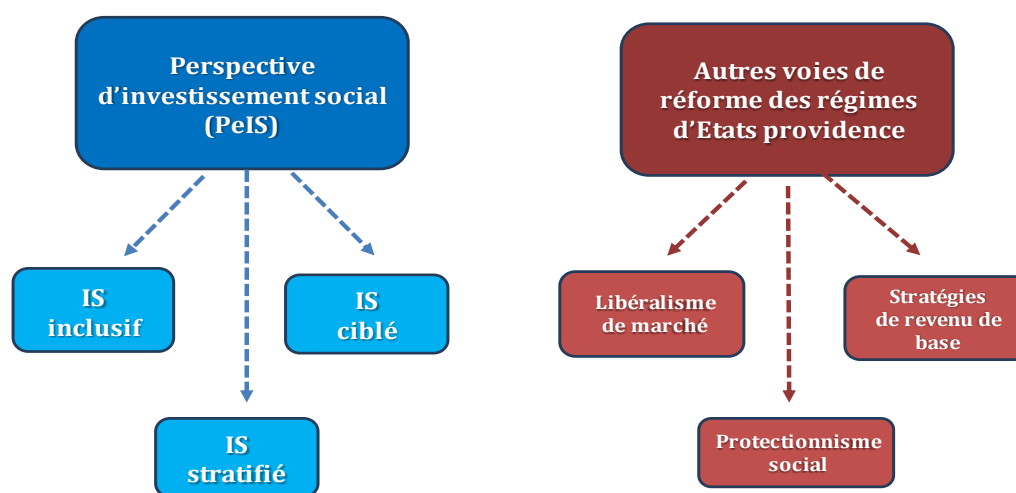 Perspective
d'investissement social
(PeIS)
IS
inclusif
IS
ciblé
IS
stratifié
Autres voies de
réforme des régimes
d'Etats providence
Libéralisme
de marché
Stratégies
de revenu de
base
Protectionnisme
social